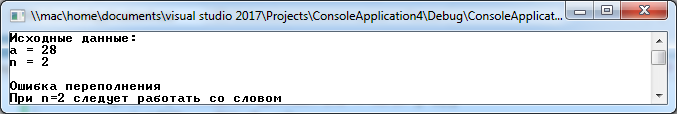 \\mac\home\documents\visual studio 2017\Projects\ConsoleApplication4\Debug\ConsoleApplicat...
Исходные данные:
a = 28
n = 2
Ошибка переполнения
При n=2 следует работать со словом